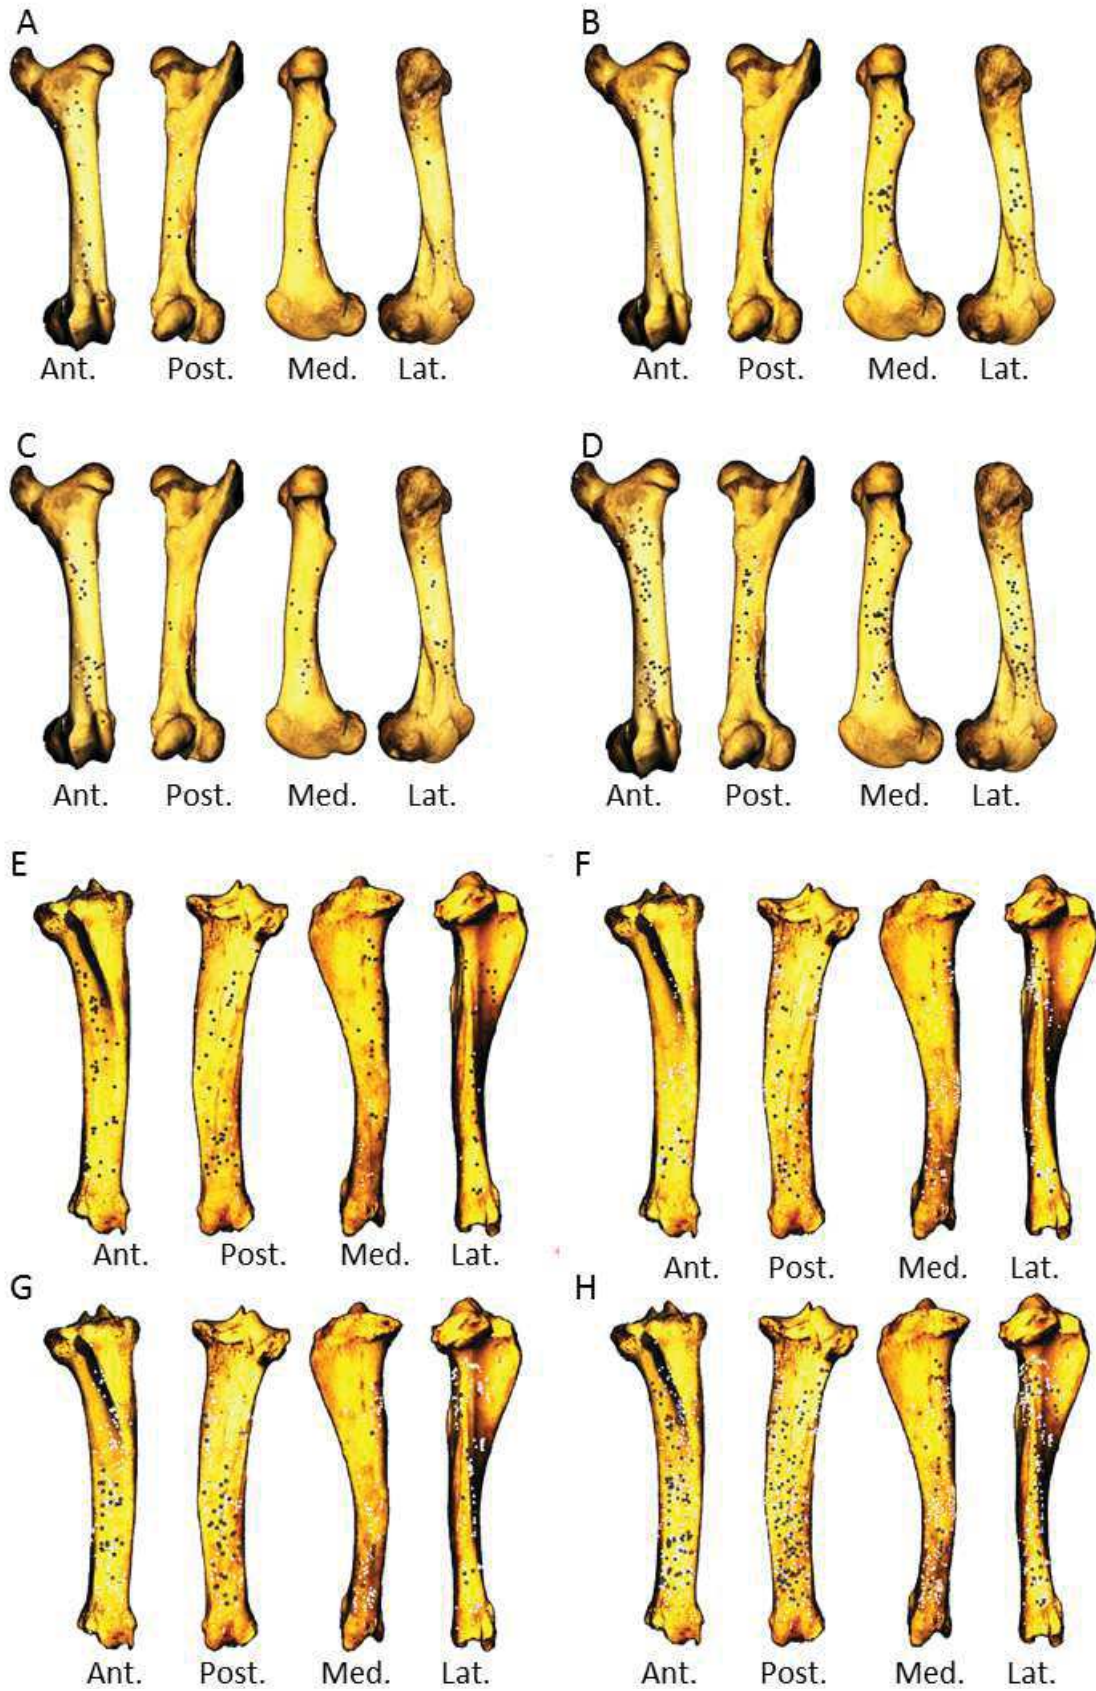 A B
Ant. Post. Med. Lat. Ant. Post. Med. Lat.
C D
Ant. Post. Med. Lat. Ant. Post. Med. Lat.
E F
Ant. Post. Med. Lat. Ant. Post. Med. Lat.
G H
Ant. Post. Med. Lat. Ant. Post. Med. Lat.